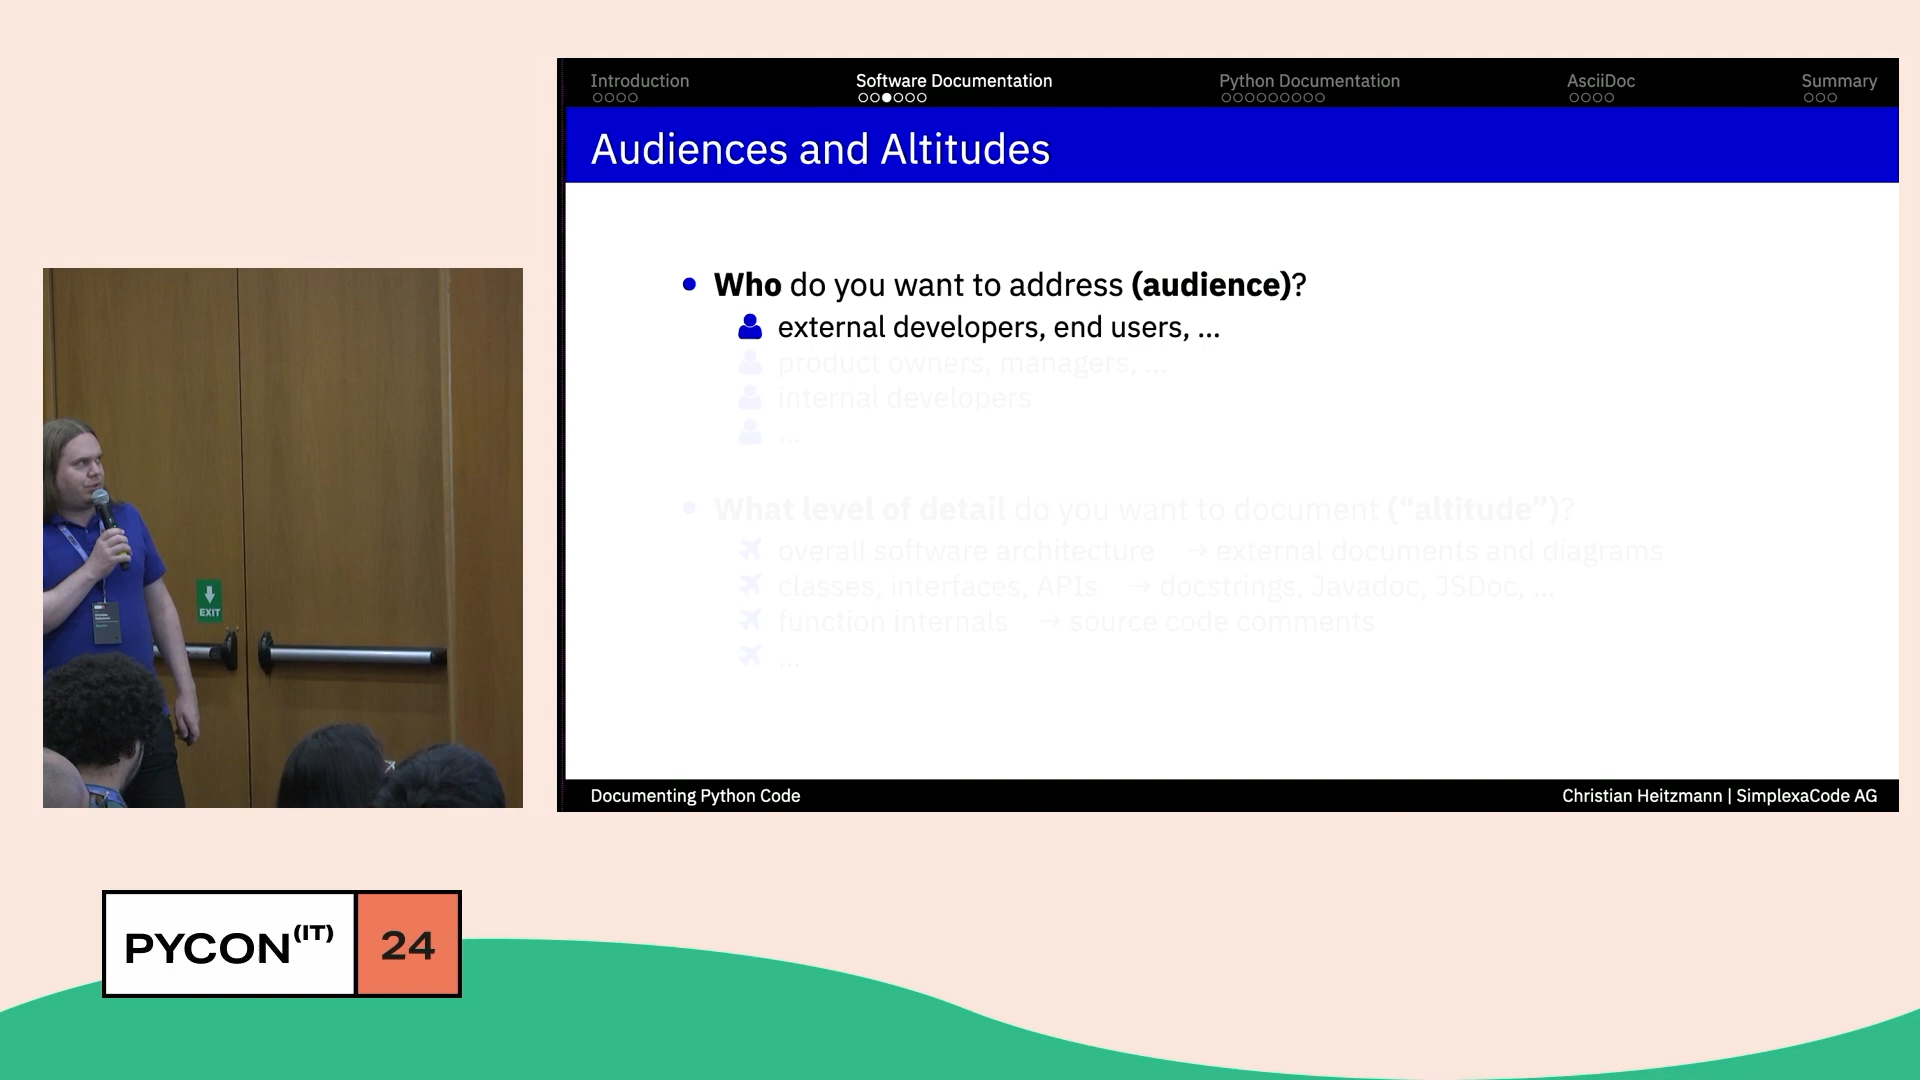 Introduction
Software Documentation
Python Documentation
AsciiDoc
Summary
Audiences and Altitudes
Who do you want to address (audience)?
external developers, end users, ...
product owners, managers, ...
internal developers
...
What level of detail do you want to document (“altitude”)?
overall software architecture → external documents and diagrams
classes, interfaces, APIs → docstrings, Javadoc, JSDoc, ...
function internals → source code comments
...
Documenting Python Code
Christian Heitzmann | SimplexaCode AG
EXIT
PYCON(IT) 24